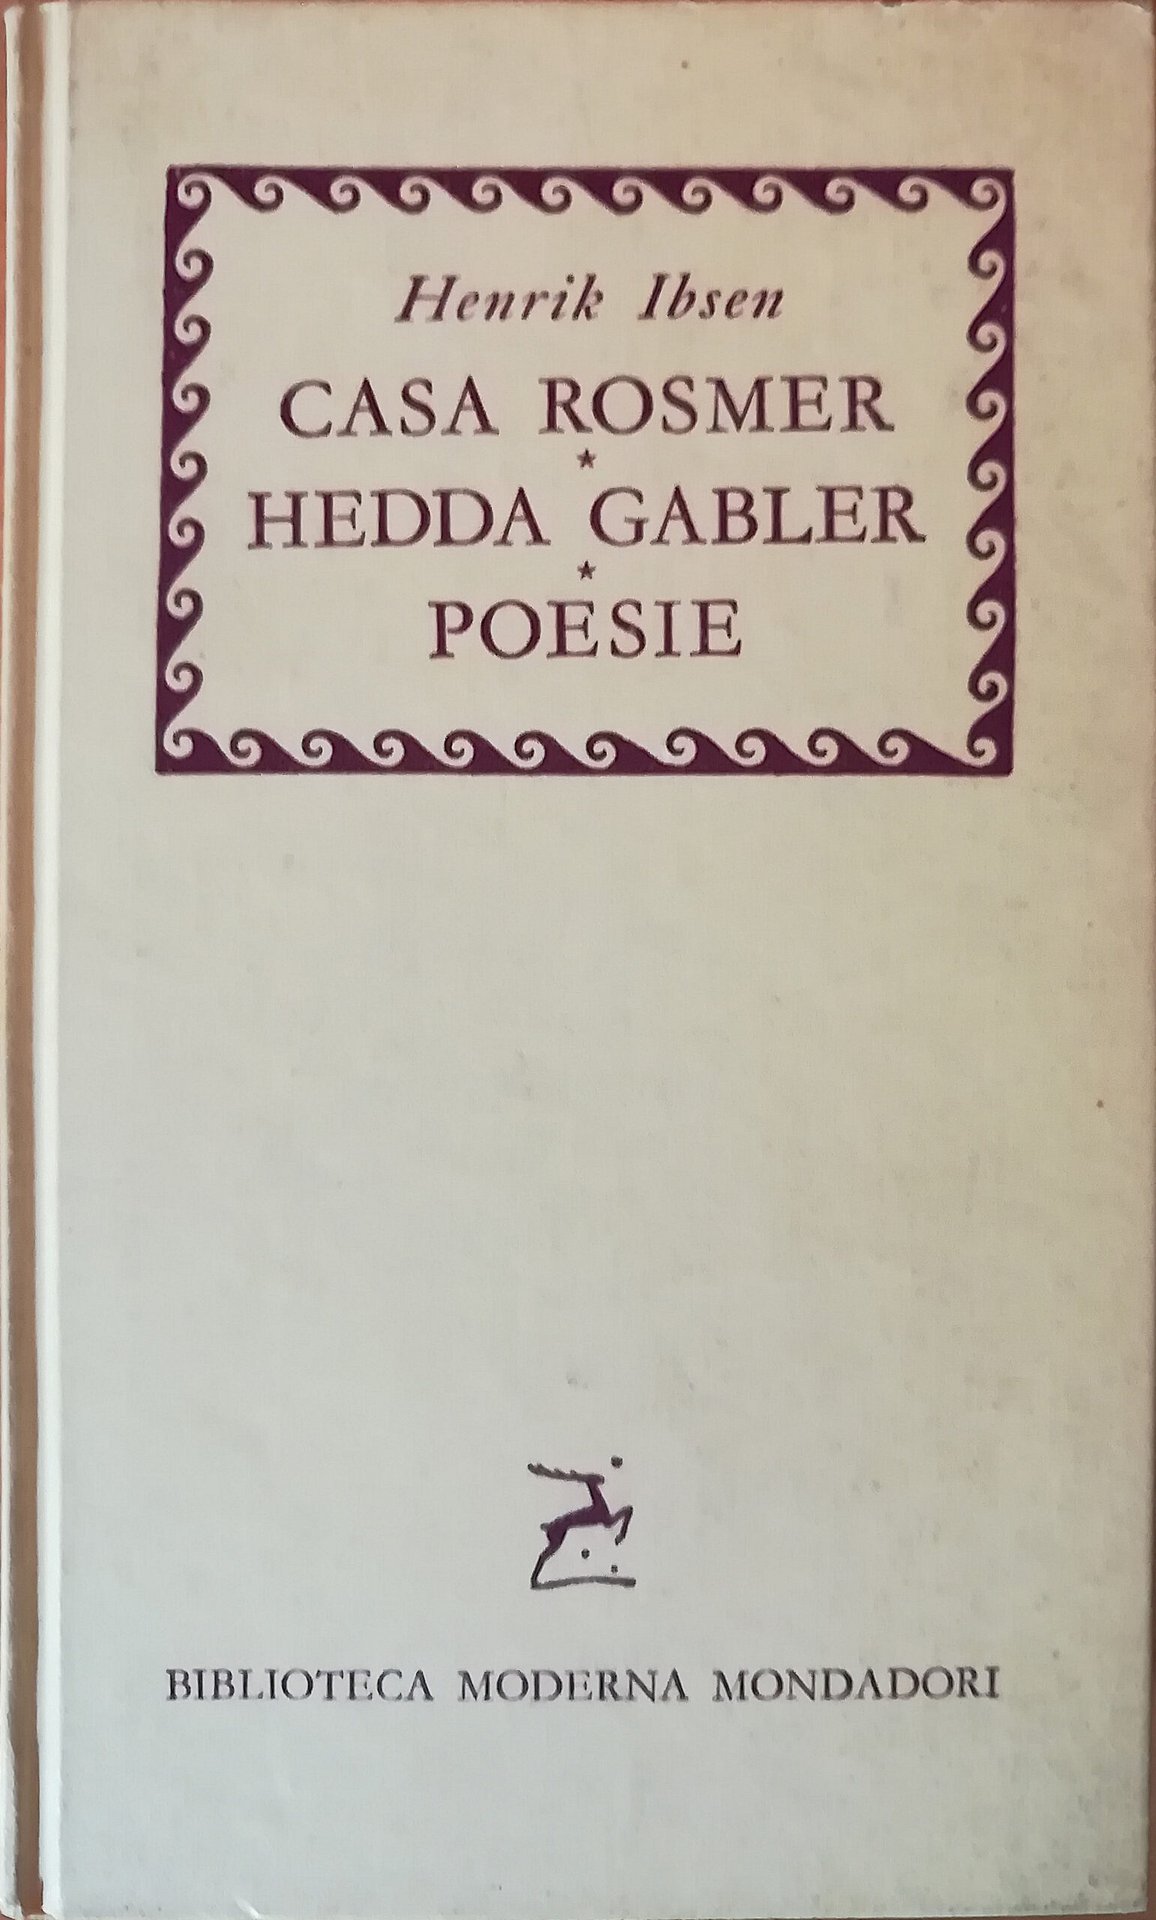 Henrik Ibsen
CASA ROSMER
*
HEDDA GABLER
*
POESIE
BIBLIOTECA MODERNA MONDADORI